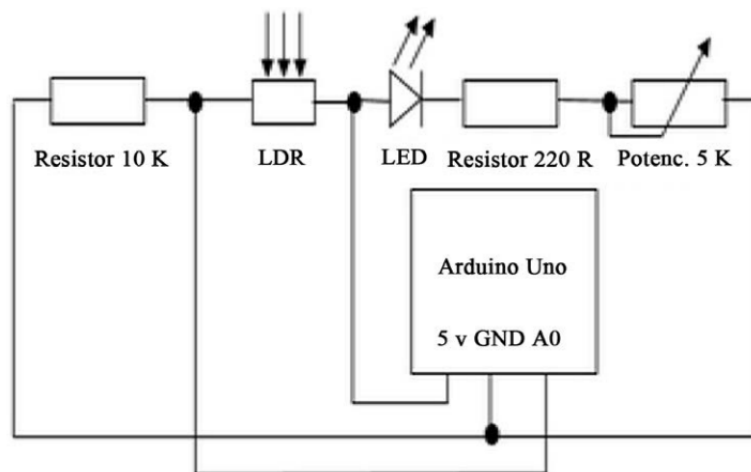 Resistor 10 K
LDR
LED
Resistor 220 R
Potenc. 5 K
Arduino Uno
5 v GND A0